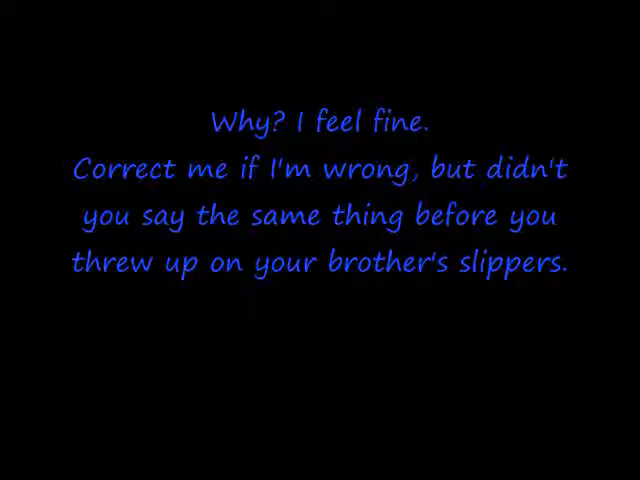 Why? I feel fine.
Correct me if I'm wrong, but didn't
you say the same thing before you
threw up on your brother's slippers.